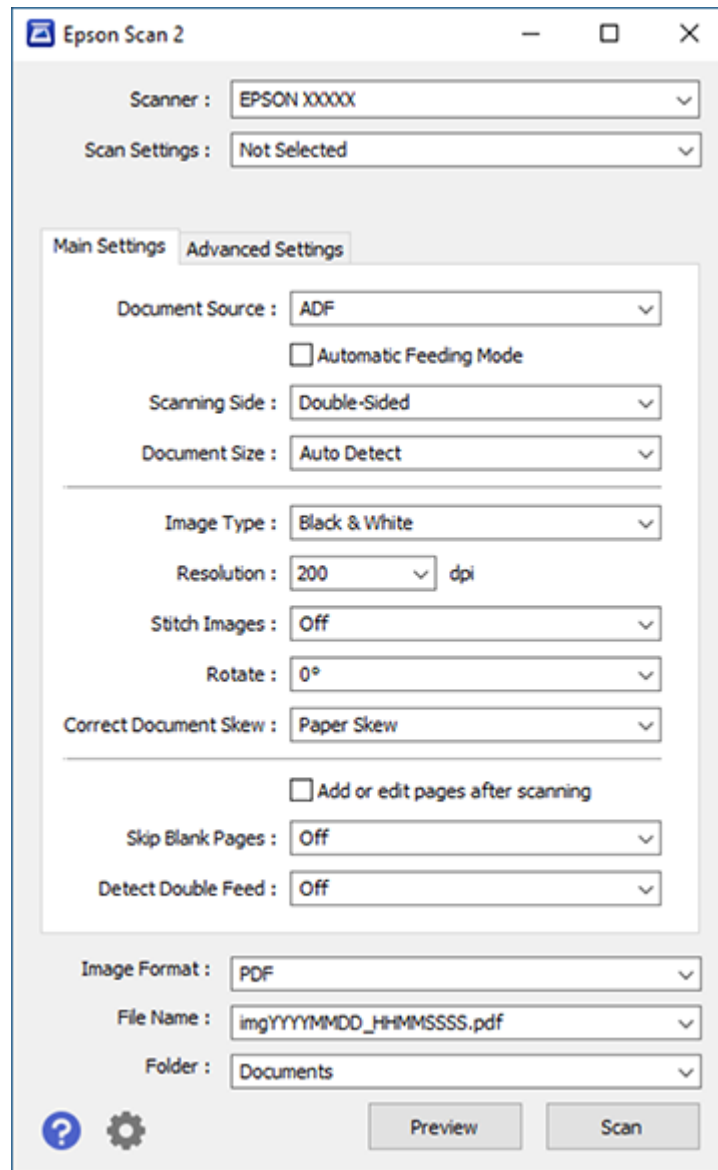 Epson Scan 2
Scanner : EPSON XXXXX
Scan Settings : Not Selected
Main Settings Advanced Settings
Document Source : ADF
Automatic Feeding Mode
Scanning Side : Double-Sided
Document Size : Auto Detect
Image Type : Black & White
Resolution : 200 dpi
Stitch Images : Off
Rotate : 0°
Correct Document Skew : Paper Skew
Add or edit pages after scanning
Skip Blank Pages : Off
Detect Double Feed : Off
Image Format : PDF
File Name : imgYYYYMMDD_HHMMSSSS.pdf
Folder : Documents
? Preview Scan